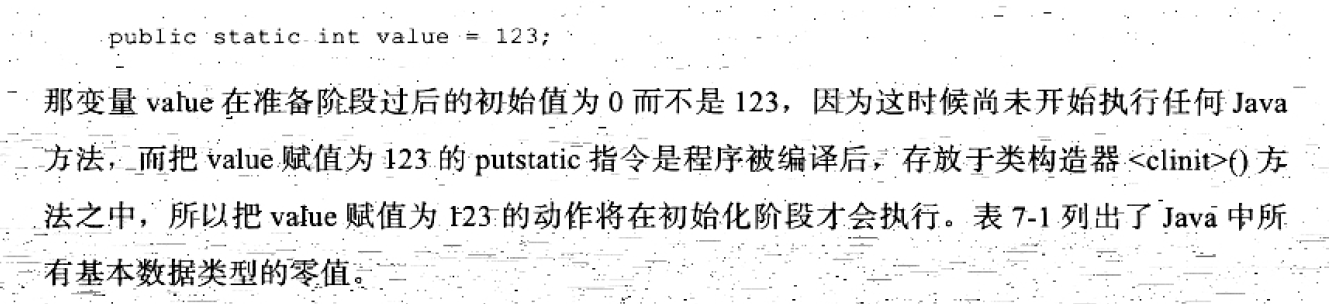 public static int value = 123;
那变量 value 在准备阶段过后的初始值为 0 而不是 123，因为这时候尚未开始执行任何 Java
方法，而把 value 赋值为 123 的 putstatic 指令是程序被编译后，存放于类构造器 <clinit>() 方
法之中，所以把 value 赋值为 123 的动作将在初始化阶段才会执行。表 7-1 列出了 Java 中所
有基本数据类型的零值。